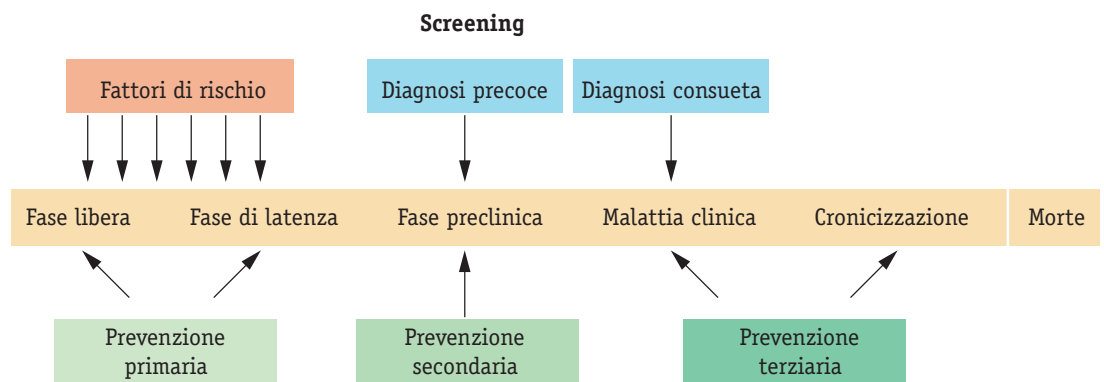 Screening
Fattori di rischio
Diagnosi precoce
Diagnosi consueta
Fase libera
Fase di latenza
Fase preclinica
Malattia clinica
Cronicizzazione
Morte
Prevenzione
primaria
Prevenzione
secondaria
Prevenzione
terziaria